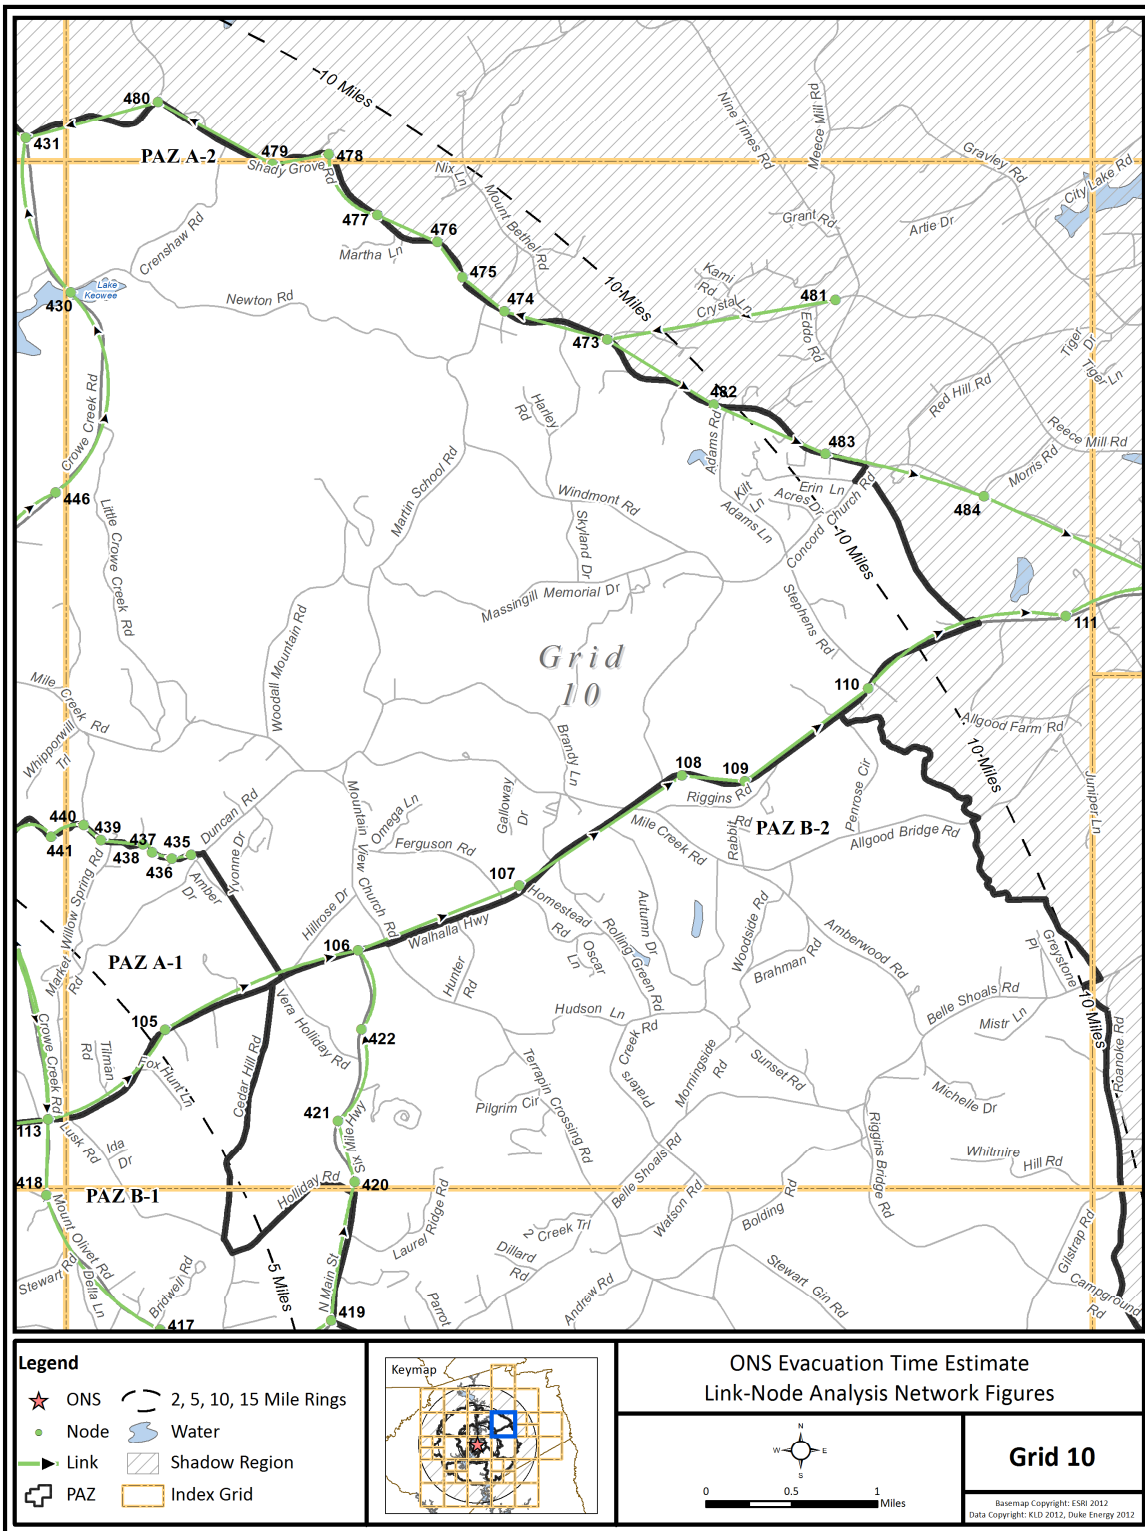 10 Miles
480
431
PAZ A-2
479
478
Shady Grove Rd
Nix Ln
Nine Times Rd
Meece Mill Rd
Gravley Rd
City Lake Rd
477
476
Mount Bethel Rd
Grant Rd
Artie Dr
Crenshaw Rd
Martha Ln
475
Lake
Keowee
430
Newton Rd
474
10 Miles
Kami Rd
Crystal Ln
481
473
Eddo Rd
Tiger Dr
Tiger Ln
Crowe Creek Rd
482
Harley Rd
Red Hill Rd
Reece Mill Rd
Adams Rd
483
Morris Rd
446
Martin School Rd
Windmont Rd
Kilt Ln
Erin Ln
Acres Dr
Adams Ln
Concord Church Rd
484
Little Crowe Creek Rd
Skyland Dr
10 Miles
Massingill Memorial Dr
Stephens Rd
111
Woodall Mountain Rd
Grid
10
110
Mile Creek Rd
Whipporwill Trl
Allgood Farm Rd
Brandy Ln
10 Miles
108
109
Riggins Rd
Penrose Cir
Juniper Ln
Mountain View Church Rd
Omega Ln
Galloway Dr
440
439
441
437
435
438
436
Duncan Rd
Yvonne Dr
Ferguson Rd
Mile Creek Rd
Rabbit Rd
PAZ B-2
Allgood Bridge Rd
Willow Spring Rd
Amber Dr
107
Hillrose Dr
Homestead Rd
Autumn Dr
Woodside Rd
Amberwood Rd
106
Walhalla Hwy
PAZ A-1
Market Rd
Hunter Rd
Oscar Ln
Rolling Green Rd
Brahman Rd
Greystone Pl
Vera Holliday Rd
Hudson Ln
Belle Shoals Rd
Mistr Ln
10 Miles
105
Crowe Creek Rd
Tilman Rd
Fox Hunt Ln
Cedar Hill Rd
422
Terrapin Crossing Rd
Praters Creek Rd
Morningside Rd
Sunset Rd
Roanoke Rd
Pilgrim Cir
Michelle Dr
113
Lusk Rd
Ida Dr
421
Six Mile Hwy
Riggins Bridge Rd
Whitmire Hill Rd
418
PAZ B-1
Holliday Rd
420
Belle Shoals Rd
Watson Rd
Bolding Rd
Mount Olivet Rd
Laurel Ridge Rd
2 Creek Trl
Gilstrap Rd
Stewart Rd
Della Ln
Bridwell Rd
5 Miles
N Main St
Dillard Rd
Andrew Rd
Stewart Gin Rd
Campground Rd
Parrot
417
419
Legend
ONS
2, 5, 10, 15 Mile Rings
Node
Water
Link
Shadow Region
PAZ
Index Grid
Keymap
ONS Evacuation Time Estimate
Link-Node Analysis Network Figures
N
W E
S
0 0.5 1
Miles
Grid 10
Basemap Copyright: ESRI 2012
Data Copyright: KLD 2012, Duke Energy 2012